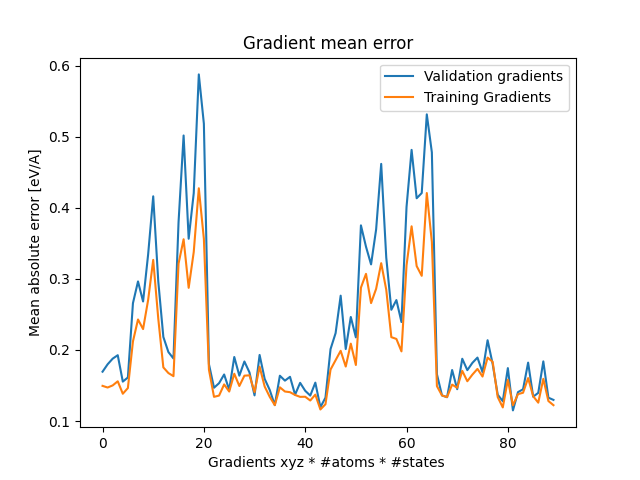 Gradient mean error
0.6
0.5
0.4
0.3
0.2
0.1
Mean absolute error [eV/A]
Validation gradients
Training Gradients
0 20 40 60 80
Gradients xyz * #atoms * #states